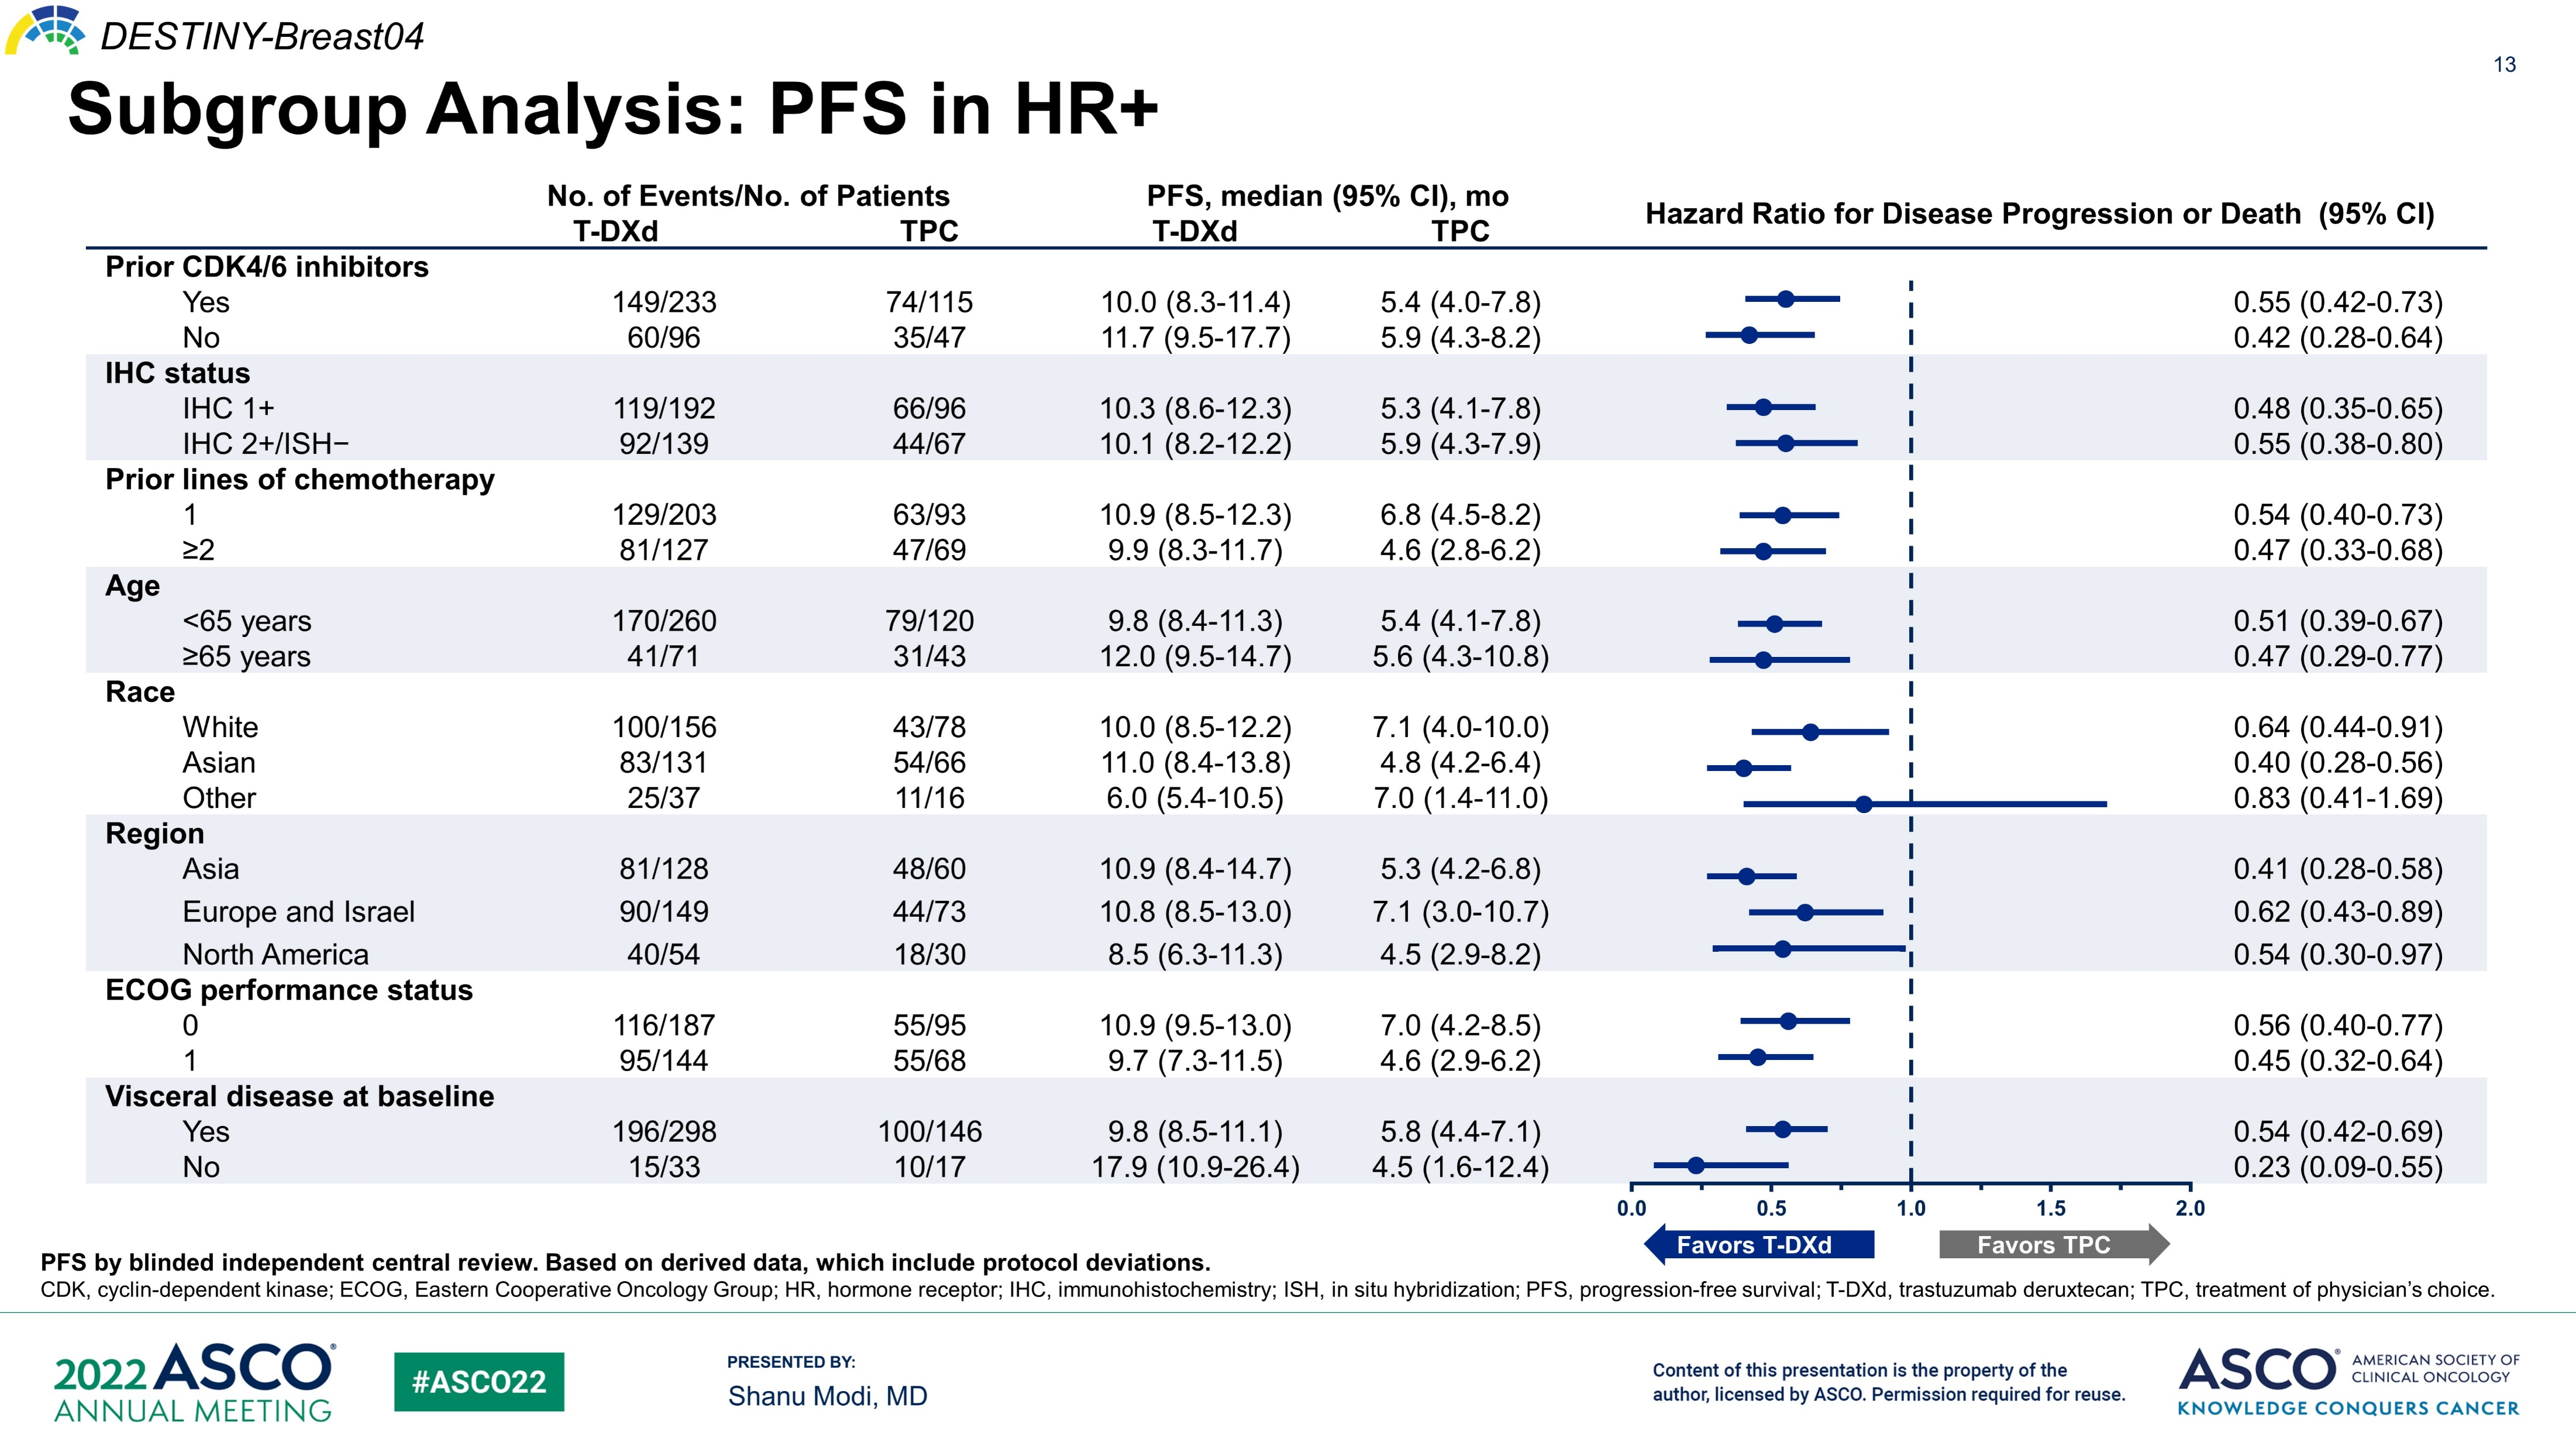 DESTINY-Breast04
13
Subgroup Analysis: PFS in HR+
No. of Events/No. of Patients PFS, median (95% CI), mo Hazard Ratio for Disease Progression or Death (95% CI)
T-DXd TPC T-DXd TPC
Prior CDK4/6 inhibitors
Yes 149/233 74/115 10.0 (8.3-11.4) 5.4 (4.0-7.8) 0.55 (0.42-0.73)
No 60/96 35/47 11.7 (9.5-17.7) 5.9 (4.3-8.2) 0.42 (0.28-0.64)
IHC status
IHC 1+ 119/192 66/96 10.3 (8.6-12.3) 5.3 (4.1-7.8) 0.48 (0.35-0.65)
IHC 2+/ISH− 92/139 44/67 10.1 (8.2-12.2) 5.9 (4.3-7.9) 0.55 (0.38-0.80)
Prior lines of chemotherapy
1 129/203 63/93 10.9 (8.5-12.3) 6.8 (4.5-8.2) 0.54 (0.40-0.73)
≥2 81/127 47/69 9.9 (8.3-11.7) 4.6 (2.8-6.2) 0.47 (0.33-0.68)
Age
<65 years 170/260 79/120 9.8 (8.4-11.3) 5.4 (4.1-7.8) 0.51 (0.39-0.67)
≥65 years 41/71 31/43 12.0 (9.5-14.7) 5.6 (4.3-10.8) 0.47 (0.29-0.77)
Race
White 100/156 43/78 10.0 (8.5-12.2) 7.1 (4.0-10.0) 0.64 (0.44-0.91)
Asian 83/131 54/66 11.0 (8.4-13.8) 4.8 (4.2-6.4) 0.40 (0.28-0.56)
Other 25/37 11/16 6.0 (5.4-10.5) 7.0 (1.4-11.0) 0.83 (0.41-1.69)
Region
Asia 81/128 48/60 10.9 (8.4-14.7) 5.3 (4.2-6.8) 0.41 (0.28-0.58)
Europe and Israel 90/149 44/73 10.8 (8.5-13.0) 7.1 (3.0-10.7) 0.62 (0.43-0.89)
North America 40/54 18/30 8.5 (6.3-11.3) 4.5 (2.9-8.2) 0.54 (0.30-0.97)
ECOG performance status
0 116/187 55/95 10.9 (9.5-13.0) 7.0 (4.2-8.5) 0.56 (0.40-0.77)
1 95/144 55/68 9.7 (7.3-11.5) 4.6 (2.9-6.2) 0.45 (0.32-0.64)
Visceral disease at baseline
Yes 196/298 100/146 9.8 (8.5-11.1) 5.8 (4.4-7.1) 0.54 (0.42-0.69)
No 15/33 10/17 17.9 (10.9-26.4) 4.5 (1.6-12.4) 0.23 (0.09-0.55)
0.0 0.5 1.0 1.5 2.0
Favors T-DXd Favors TPC
PFS by blinded independent central review. Based on derived data, which include protocol deviations.
CDK, cyclin-dependent kinase; ECOG, Eastern Cooperative Oncology Group; HR, hormone receptor; IHC, immunohistochemistry; ISH, in situ hybridization; PFS, progression-free survival; T-DXd, trastuzumab deruxtecan; TPC, treatment of physician’s choice.
2022 ASCO®
ANNUAL MEETING
#ASCO22
PRESENTED BY:
Shanu Modi, MD
Content of this presentation is the property of the
author, licensed by ASCO. Permission required for reuse.
ASCO® AMERICAN SOCIETY OF
CLINICAL ONCOLOGY
KNOWLEDGE CONQUERS CANCER